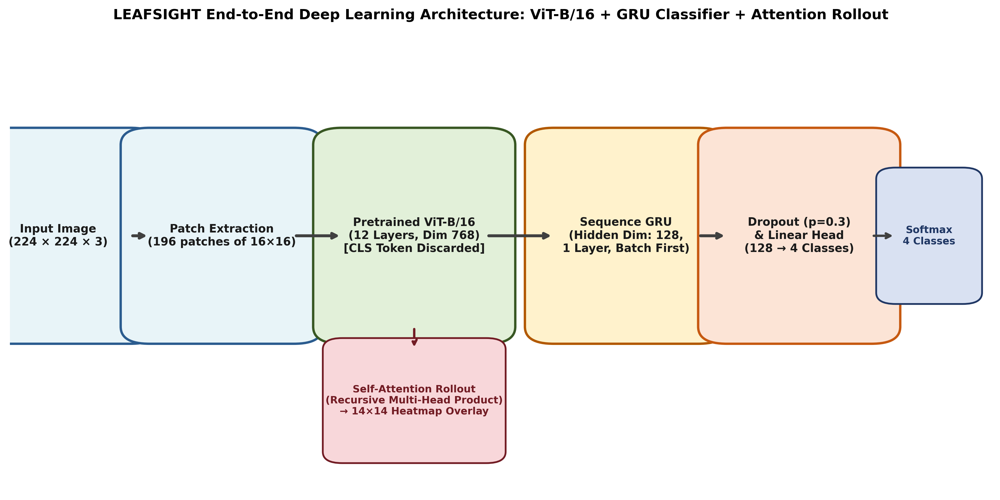 LEAFSIGHT End-to-End Deep Learning Architecture: ViT-B/16 + GRU Classifier + Attention Rollout
Input Image
(224 × 224 × 3)
Patch Extraction
(196 patches of 16×16)
Pretrained ViT-B/16
(12 Layers, Dim 768)
[CLS Token Discarded]
Sequence GRU
(Hidden Dim: 128,
1 Layer, Batch First)
Dropout (p=0.3)
& Linear Head
(128 → 4 Classes)
Softmax
4 Classes
Self-Attention Rollout
(Recursive Multi-Head Product)
→ 14×14 Heatmap Overlay